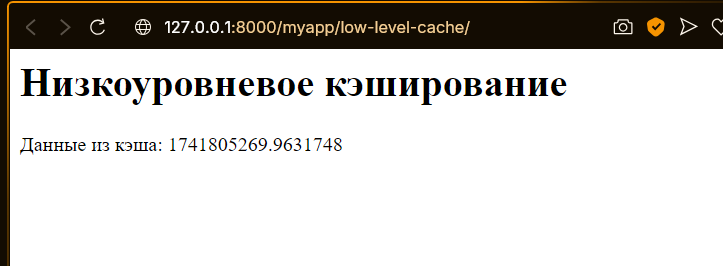 127.0.0.1:8000/myapp/low-level-cache/
Низкоуровневое кэширование
Данные из кэша: 1741805269.9631748